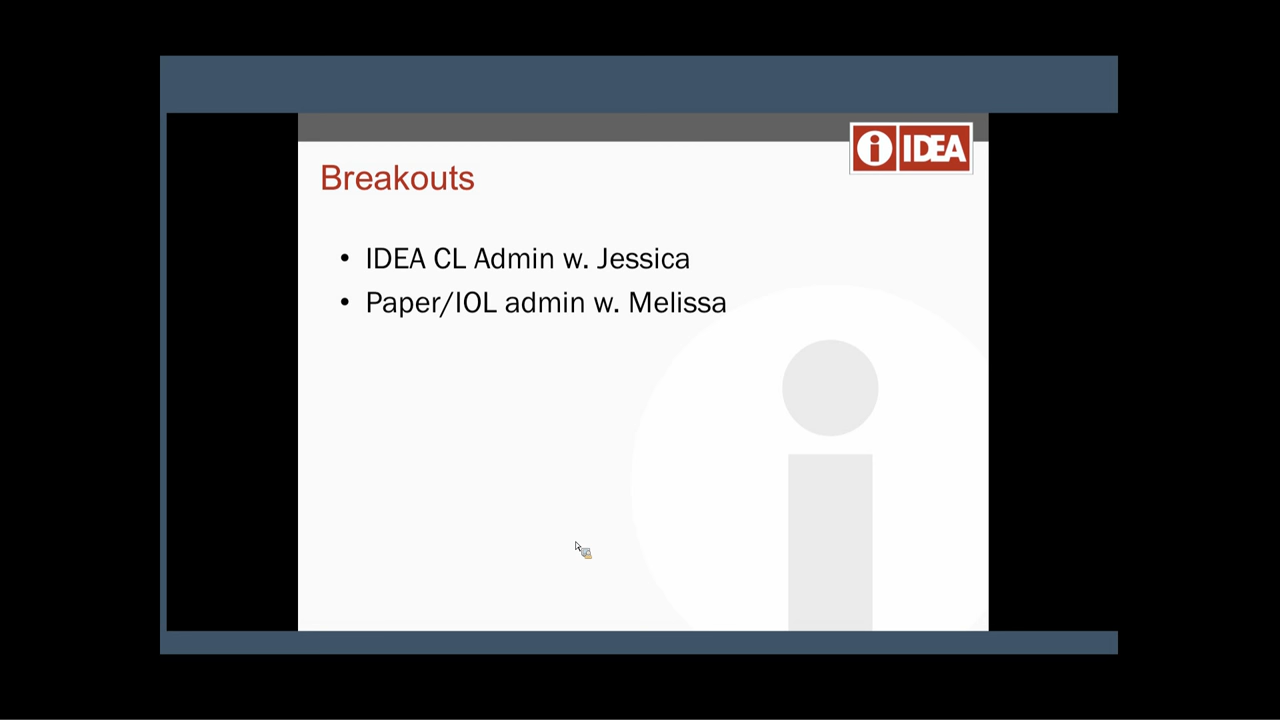 i IDEA
Breakouts
• IDEA CL Admin w. Jessica
• Paper/IOL admin w. Melissa